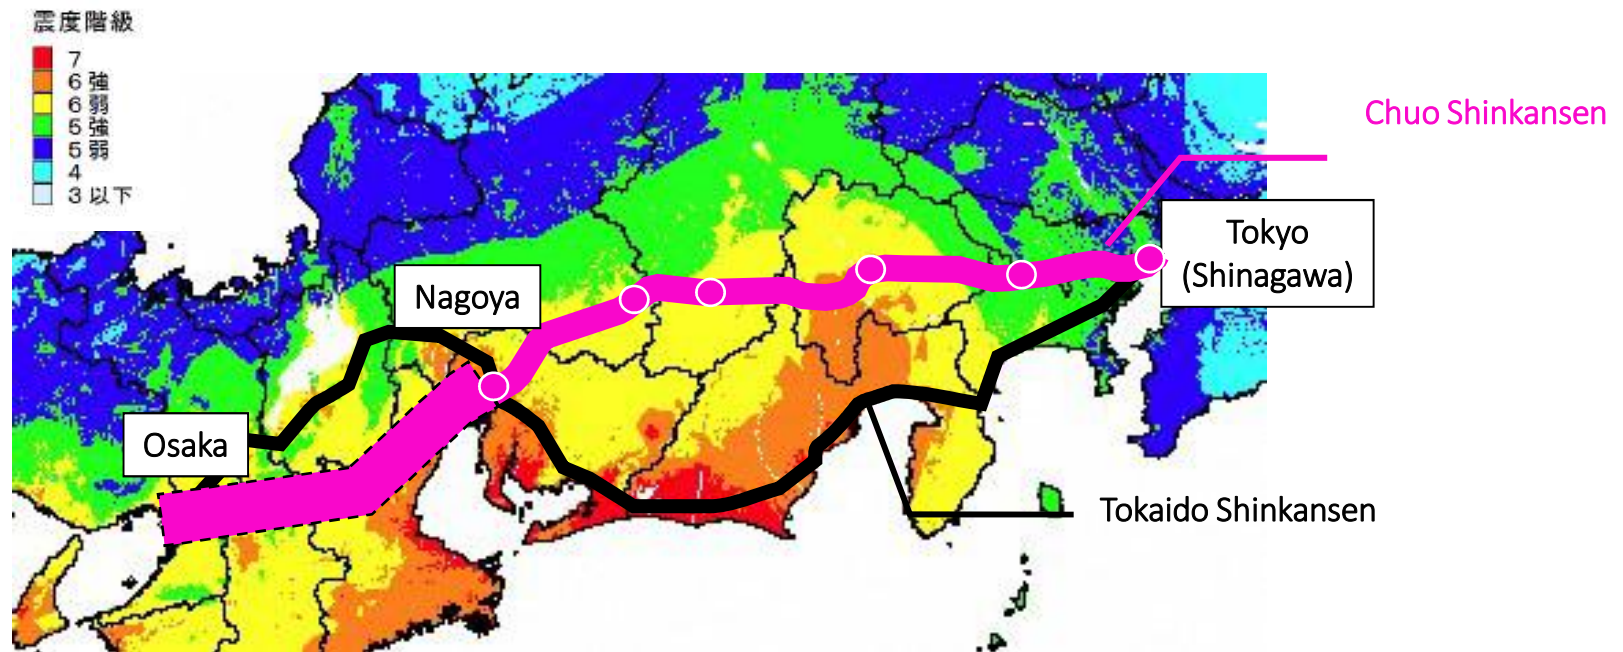 震度階級
7
6強
6弱
5強
5弱
4
3以下
Chuo Shinkansen
Tokyo
(Shinagawa)
Nagoya
Osaka
Tokaido Shinkansen